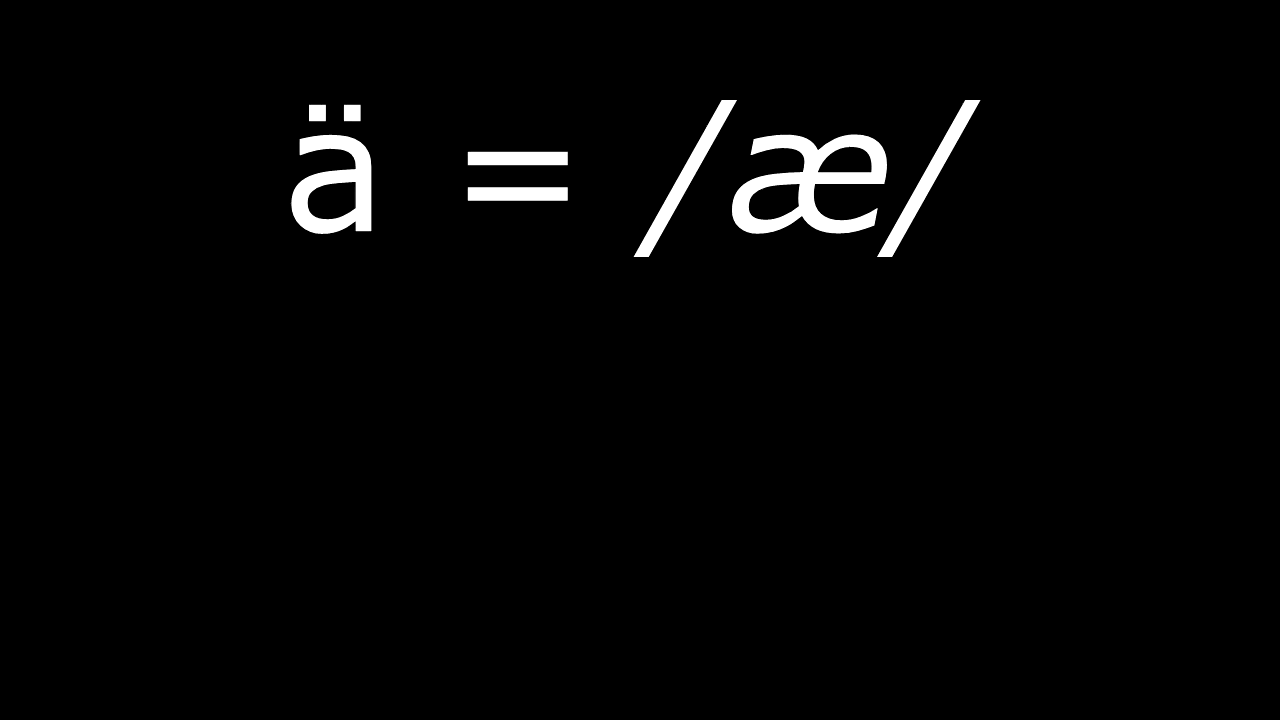 ä = /æ/